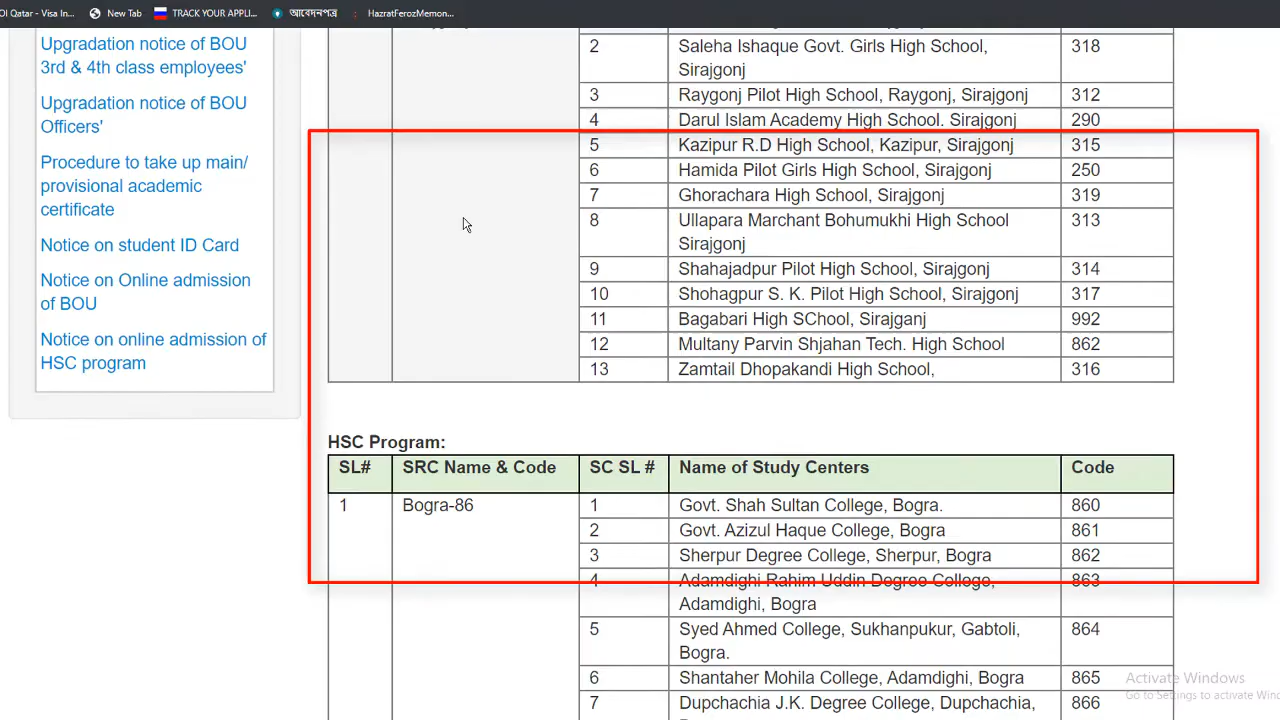 OI Qatar - Visa In... New Tab TRACK YOUR APPLI... আবেদনপত্র HazratFerozMemon...
Upgradation notice of BOU
3rd & 4th class employees'
Upgradation notice of BOU
Officers'
Procedure to take up main/
provisional academic
certificate
Notice on student ID Card
Notice on Online admission
of BOU
Notice on online admission of
HSC program
2 Saleha Ishaque Govt. Girls High School, 318
Sirajgonj
3 Raygonj Pilot High School, Raygonj, Sirajgonj 312
4 Darul Islam Academy High School. Sirajgonj 290
5 Kazipur R.D High School, Kazipur, Sirajgonj 315
6 Hamida Pilot Girls High School, Sirajgonj 250
7 Ghorachara High School, Sirajgonj 319
8 Ullapara Marchant Bohumukhi High School 313
Sirajgonj
9 Shahajadpur Pilot High School, Sirajgonj 314
10 Shohagpur S. K. Pilot High School, Sirajgonj 317
11 Bagabari High SChool, Sirajganj 992
12 Multany Parvin Shjahan Tech. High School 862
13 Zamtail Dhopakandi High School, 316
HSC Program:
SL# SRC Name & Code SC SL # Name of Study Centers Code
1 Bogra-86 1 Govt. Shah Sultan College, Bogra. 860
2 Govt. Azizul Haque College, Bogra 861
3 Sherpur Degree College, Sherpur, Bogra 862
4 Adamdighi Rahim Uddin Degree College, 863
Adamdighi, Bogra
5 Syed Ahmed College, Sukhanpukur, Gabtoli, 864
Bogra.
6 Shantaher Mohila College, Adamdighi, Bogra 865
7 Dupchachia J.K. Degree College, Dupchachia, 866
Activate Windows
Go to Settings to activate Wind